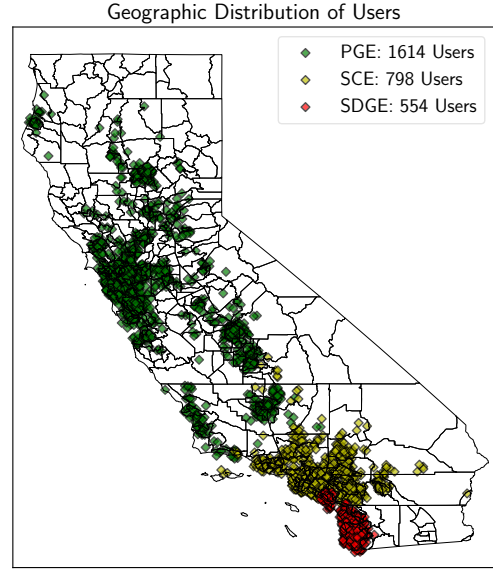 Geographic Distribution of Users
PGE: 1614 Users
SCE: 798 Users
SDGE: 554 Users